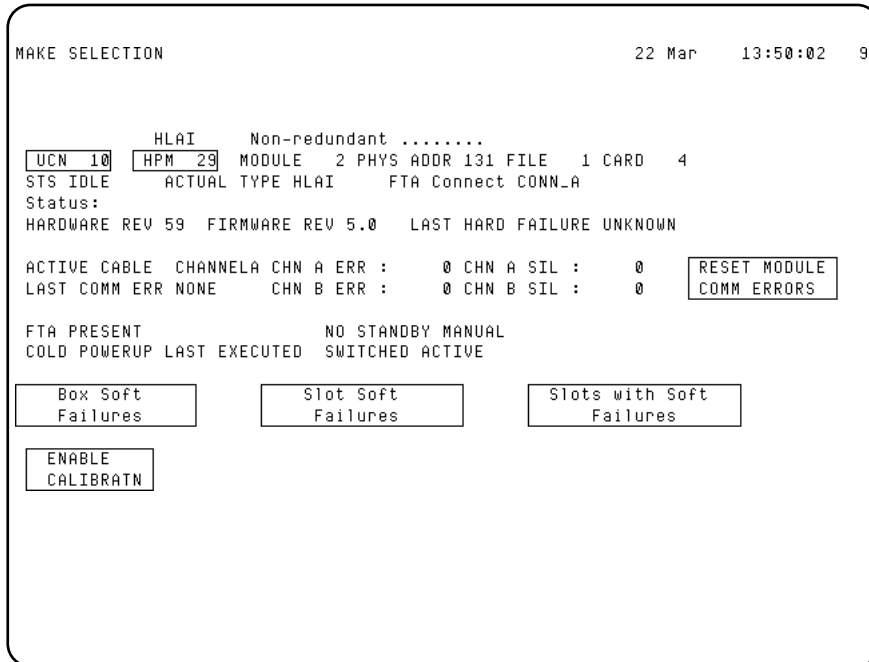 MAKE SELECTION 22 Mar 13:50:02 9
HLAI Non-redundant ........
UCN 10 HPM 29 MODULE 2 PHYS ADDR 131 FILE 1 CARD 4
STS IDLE ACTUAL TYPE HLAI FTA Connect CONN_A
Status:
HARDWARE REV 59 FIRMWARE REV 5.0 LAST HARD FAILURE UNKNOWN
ACTIVE CABLE CHANNELA CHN A ERR : 0 CHN A SIL : 0 RESET MODULE
LAST COMM ERR NONE CHN B ERR : 0 CHN B SIL : 0 COMM ERRORS
FTA PRESENT NO STANDBY MANUAL
COLD POWERUP LAST EXECUTED SWITCHED ACTIVE
Box Soft Slot Soft Slots with Soft
Failures Failures Failures
ENABLE
CALIBRATN